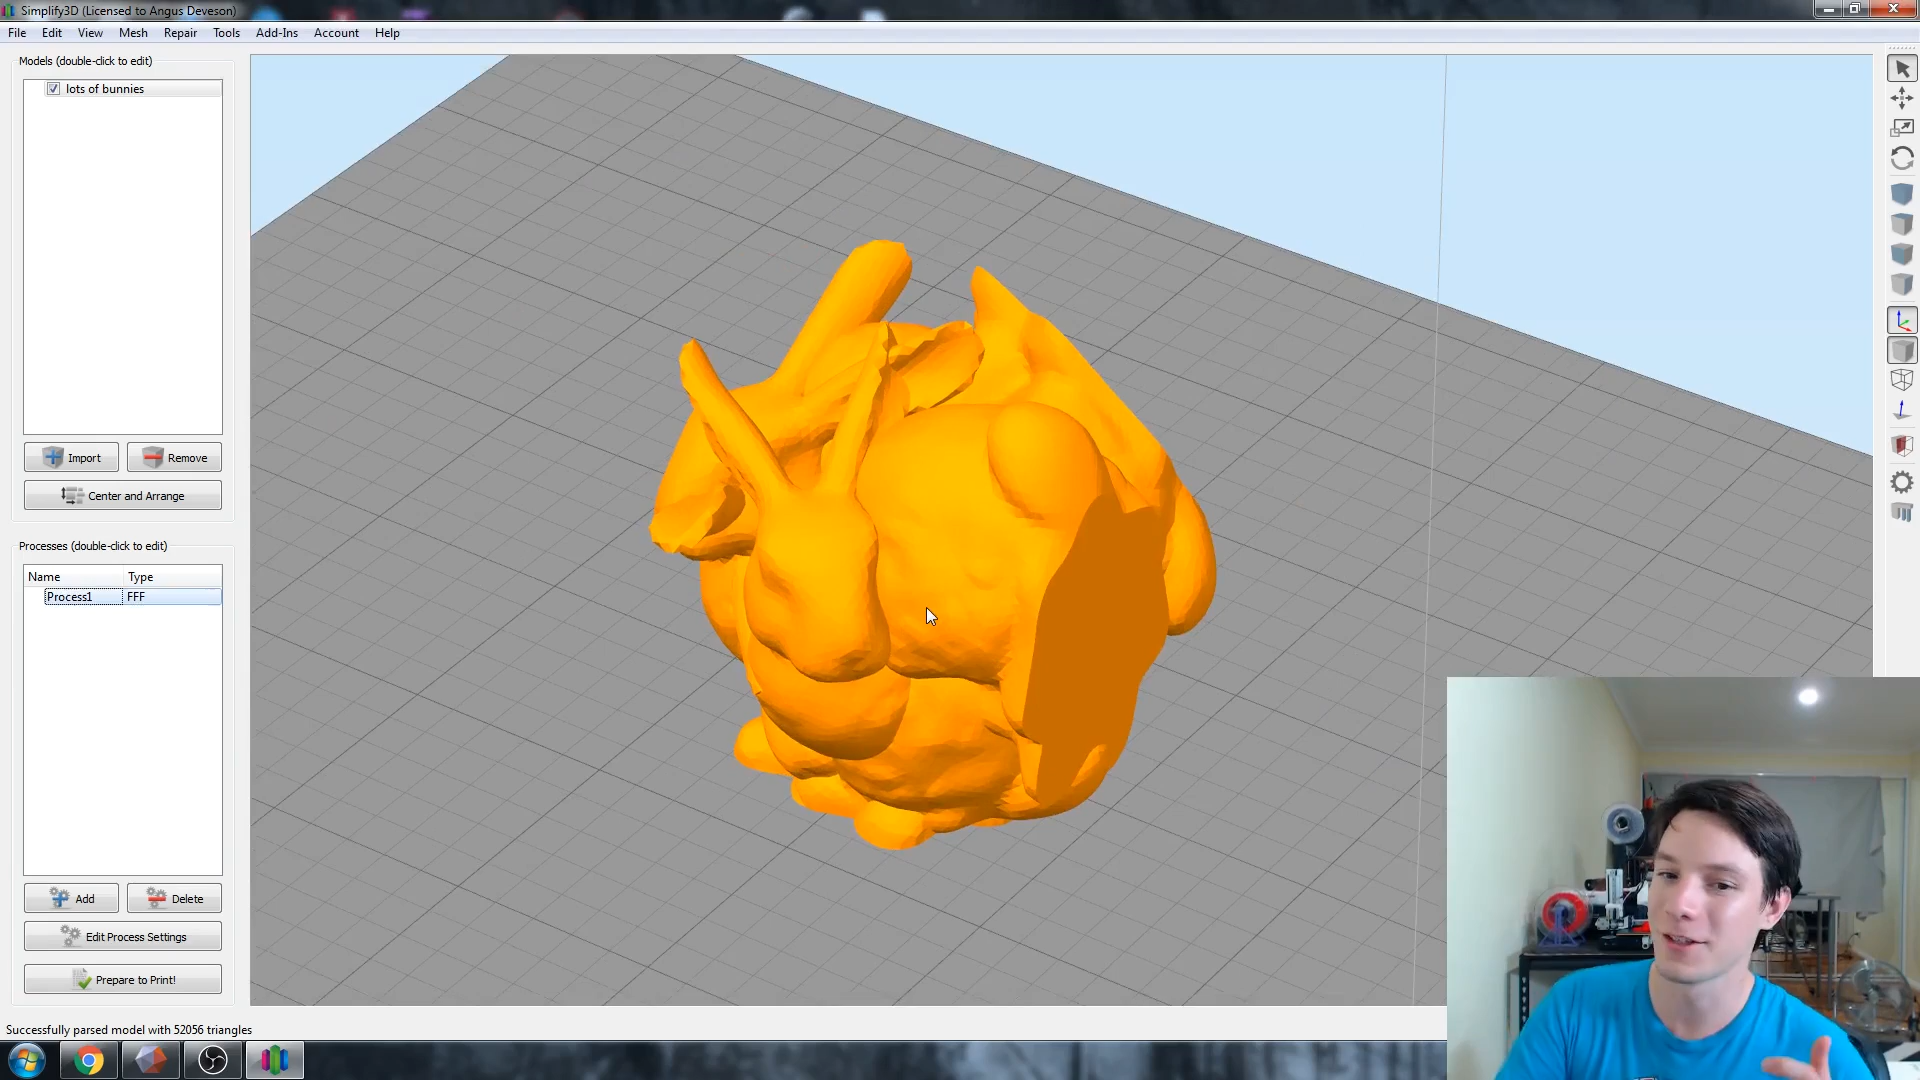 Simplify3D (Licensed to Angus Deveson)
File Edit View Mesh Repair Tools Add-Ins Account Help
Models (double-click to edit)
lots of bunnies
Import Remove
Center and Arrange
Processes (double-click to edit)
Name Type
Process1 FFF
Add Delete
Edit Process Settings
Prepare to Print!
Successfully parsed model with 52056 triangles